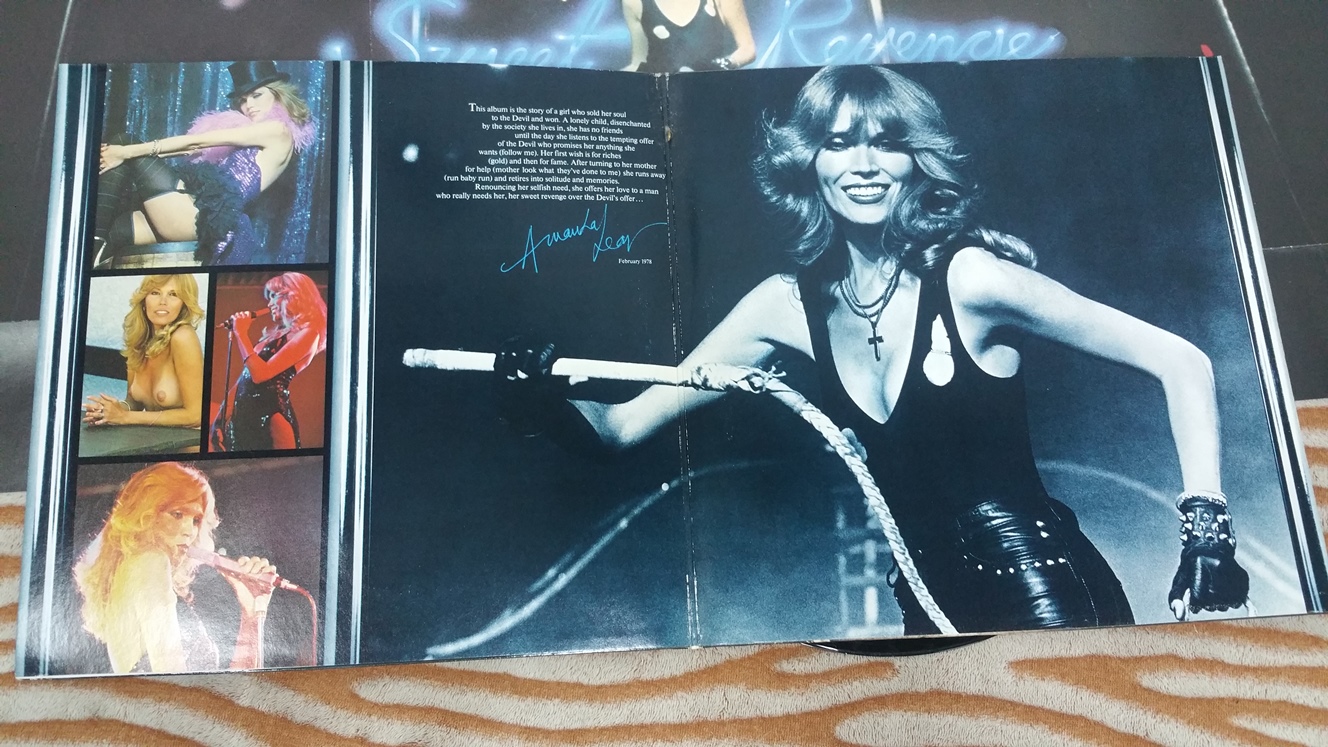 Sweet Revenge
This album is the story of a girl who sold her soul
to the Devil and won. A lonely child, disenchanted
by the society she lives in, she has no friends
until the day she listens to the tempting offer
of the Devil who promises her anything she
wants (follow me). Her first wish is for riches
(gold) and then for fame. After turning to her mother
for help (mother look what they've done to me) she runs away
(run baby run) and retires into solitude and memories.
Renouncing her selfish need, she offers her love to a man
who really needs her, her sweet revenge over the Devil's offer...
Amanda Lear
February 1978